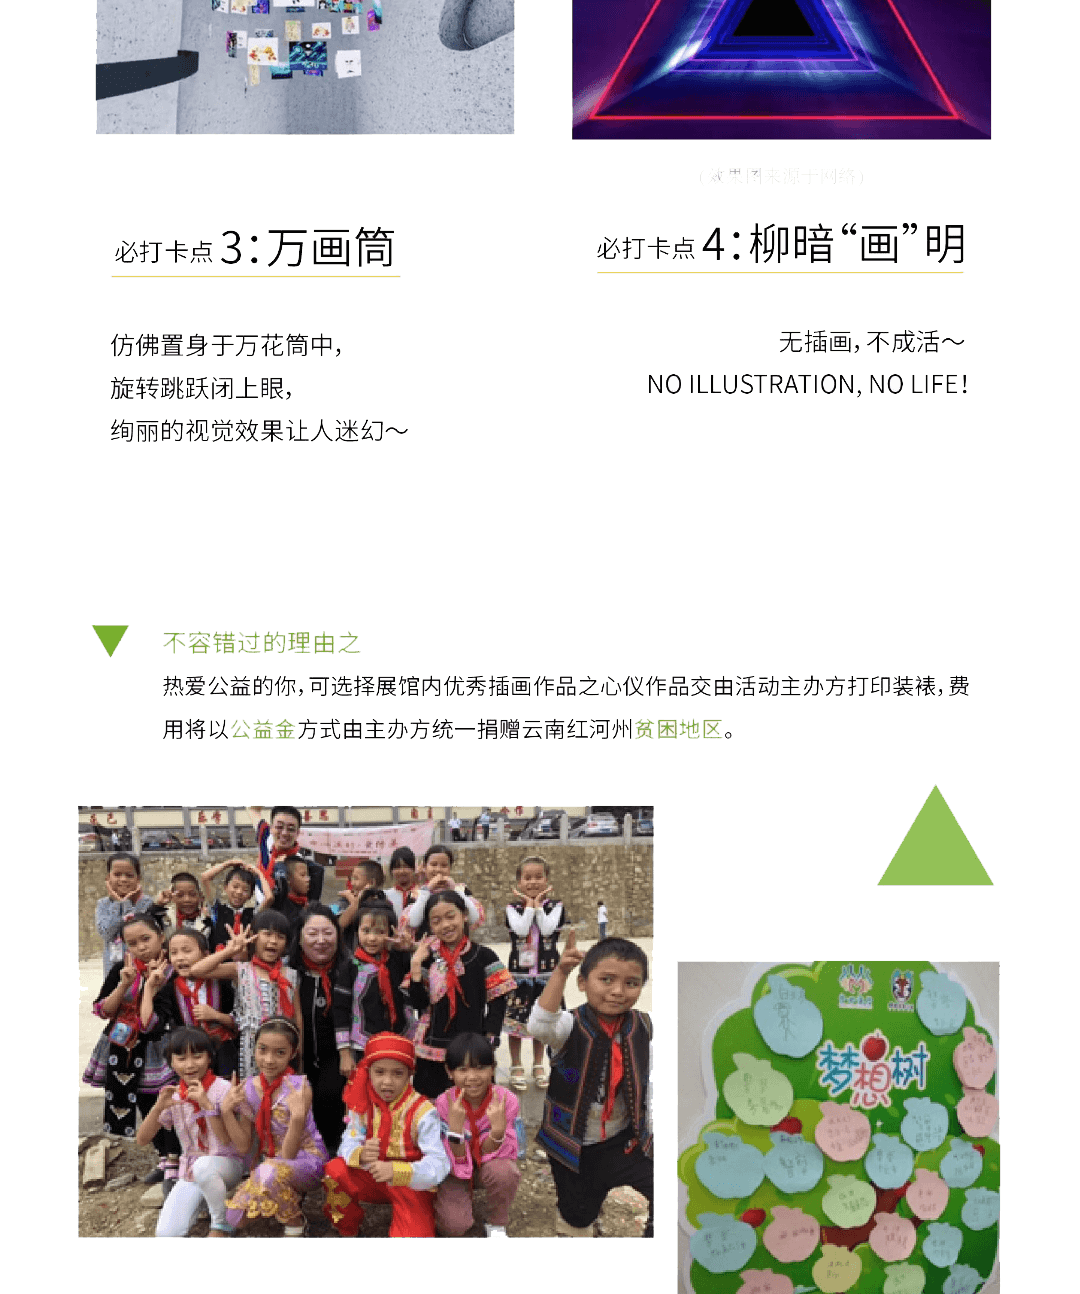 (效果图来源于网络)
必打卡点 3：万画筒
仿佛置身于万花筒中，
旋转跳跃闭上眼，
绚丽的视觉效果让人迷幻～
必打卡点 4：柳暗“画”明
无插画，不成活～
NO ILLUSTRATION, NO LIFE!
不容错过的理由之
热爱公益的你，可选择展馆内优秀插画作品之心仪作品交由活动主办方打印装裱，费
用将以公益金方式由主办方统一捐赠云南红河州贫困地区。
梦想树